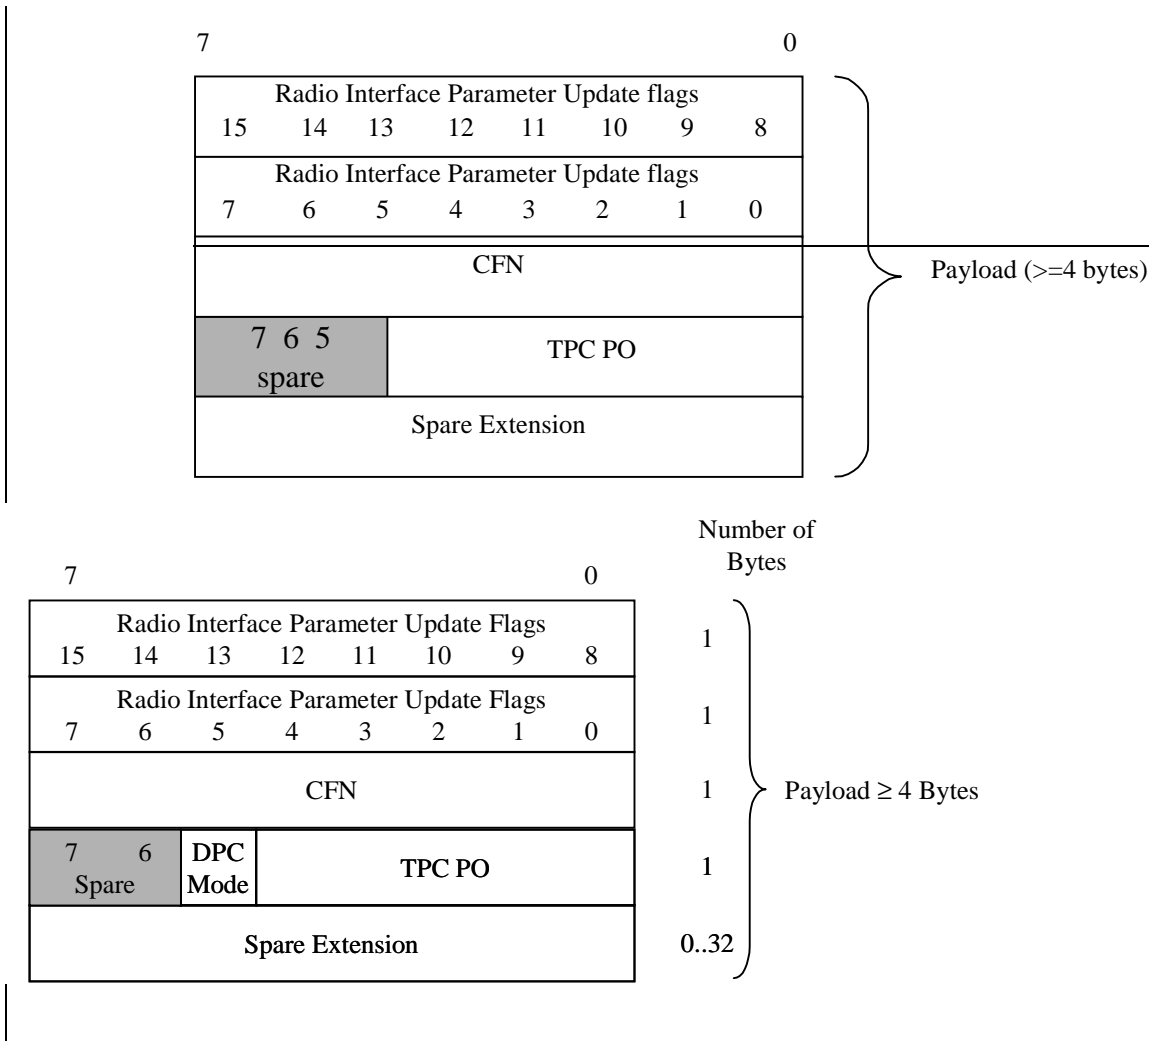 7 0
Radio Interface Parameter Update flags
15 14 13 12 11 10 9 8
Radio Interface Parameter Update flags
7 6 5 4 3 2 1 0
CFN
Payload (>=4 bytes)
7 6 5
spare
TPC PO
Spare Extension
Number of
Bytes
7 0
Radio Interface Parameter Update Flags
15 14 13 12 11 10 9 8
1
Radio Interface Parameter Update Flags
7 6 5 4 3 2 1 0
1
CFN
1
Payload ≥ 4 Bytes
7 6
Spare
DPC
Mode
TPC PO
1
Spare Extension
0..32